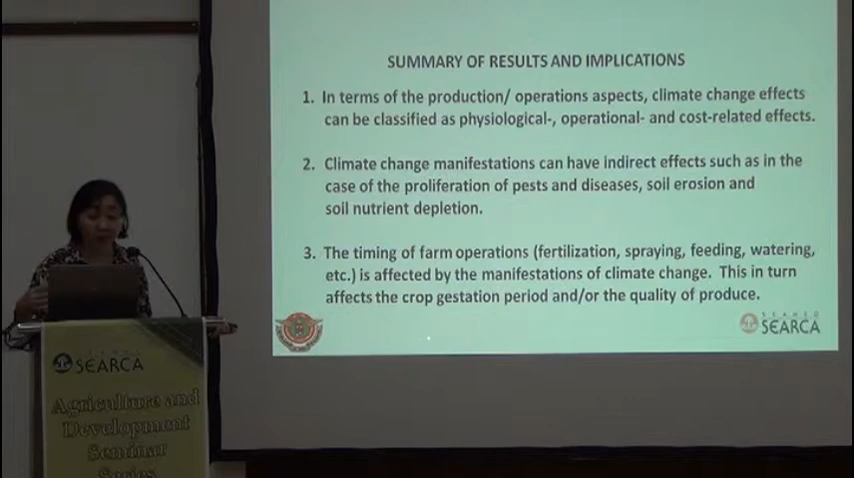 SUMMARY OF RESULTS AND IMPLICATIONS
1. In terms of the production/ operations aspects, climate change effects
can be classified as physiological-, operational- and cost-related effects.
2. Climate change manifestations can have indirect effects such as in the
case of the proliferation of pests and diseases, soil erosion and
soil nutrient depletion.
3. The timing of farm operations (fertilization, spraying, feeding, watering,
etc.) is affected by the manifestations of climate change. This in turn
affects the crop gestation period and/or the quality of produce.
SEARCA
SEARCA
Agriculture and
Development
Seminar
Series